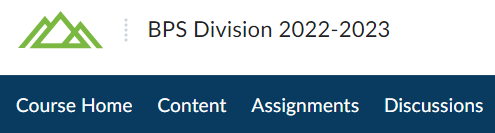 BPS Division 2022-2023
Course Home Content Assignments Discussions